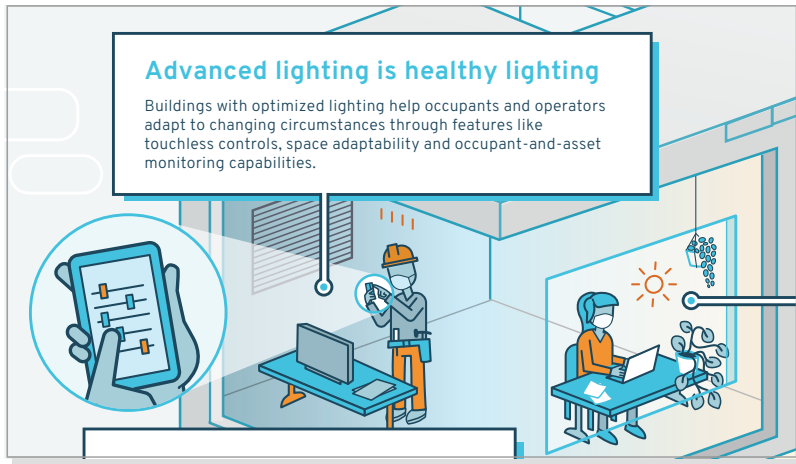 Advanced lighting is healthy lighting
Buildings with optimized lighting help occupants and operators
adapt to changing circumstances through features like
touchless controls, space adaptability and occupant-and-asset
monitoring capabilities.